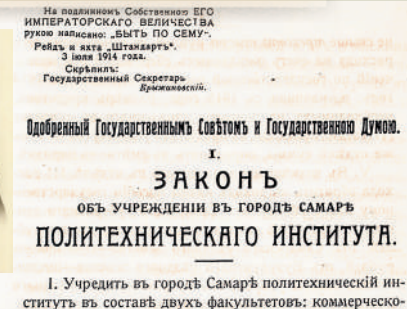 На подлинномъ Собственною ЕГО
ИМПЕРАТОРСКАГО ВЕЛИЧЕСТВА
рукою написано: „БЫТЬ ПО СЕМУ“.
Рейдъ и яхта „Штандартъ“.
3 іюля 1914 года.
Скрѣпилъ:
Государственный Секретарь
Крыжановскій.
Одобренный Государственнымъ Совѣтомъ и Государственною Думою.
I.
ЗАКОНЪ
ОБЪ УЧРЕЖДЕНІИ ВЪ ГОРОДѢ САМАРѢ
ПОЛИТЕХНИЧЕСКАГО ИНСТИТУТА.
I. Учредить въ городѣ Самарѣ политехническій ин-
ститутъ въ составѣ двухъ факультетовъ: коммерческо-